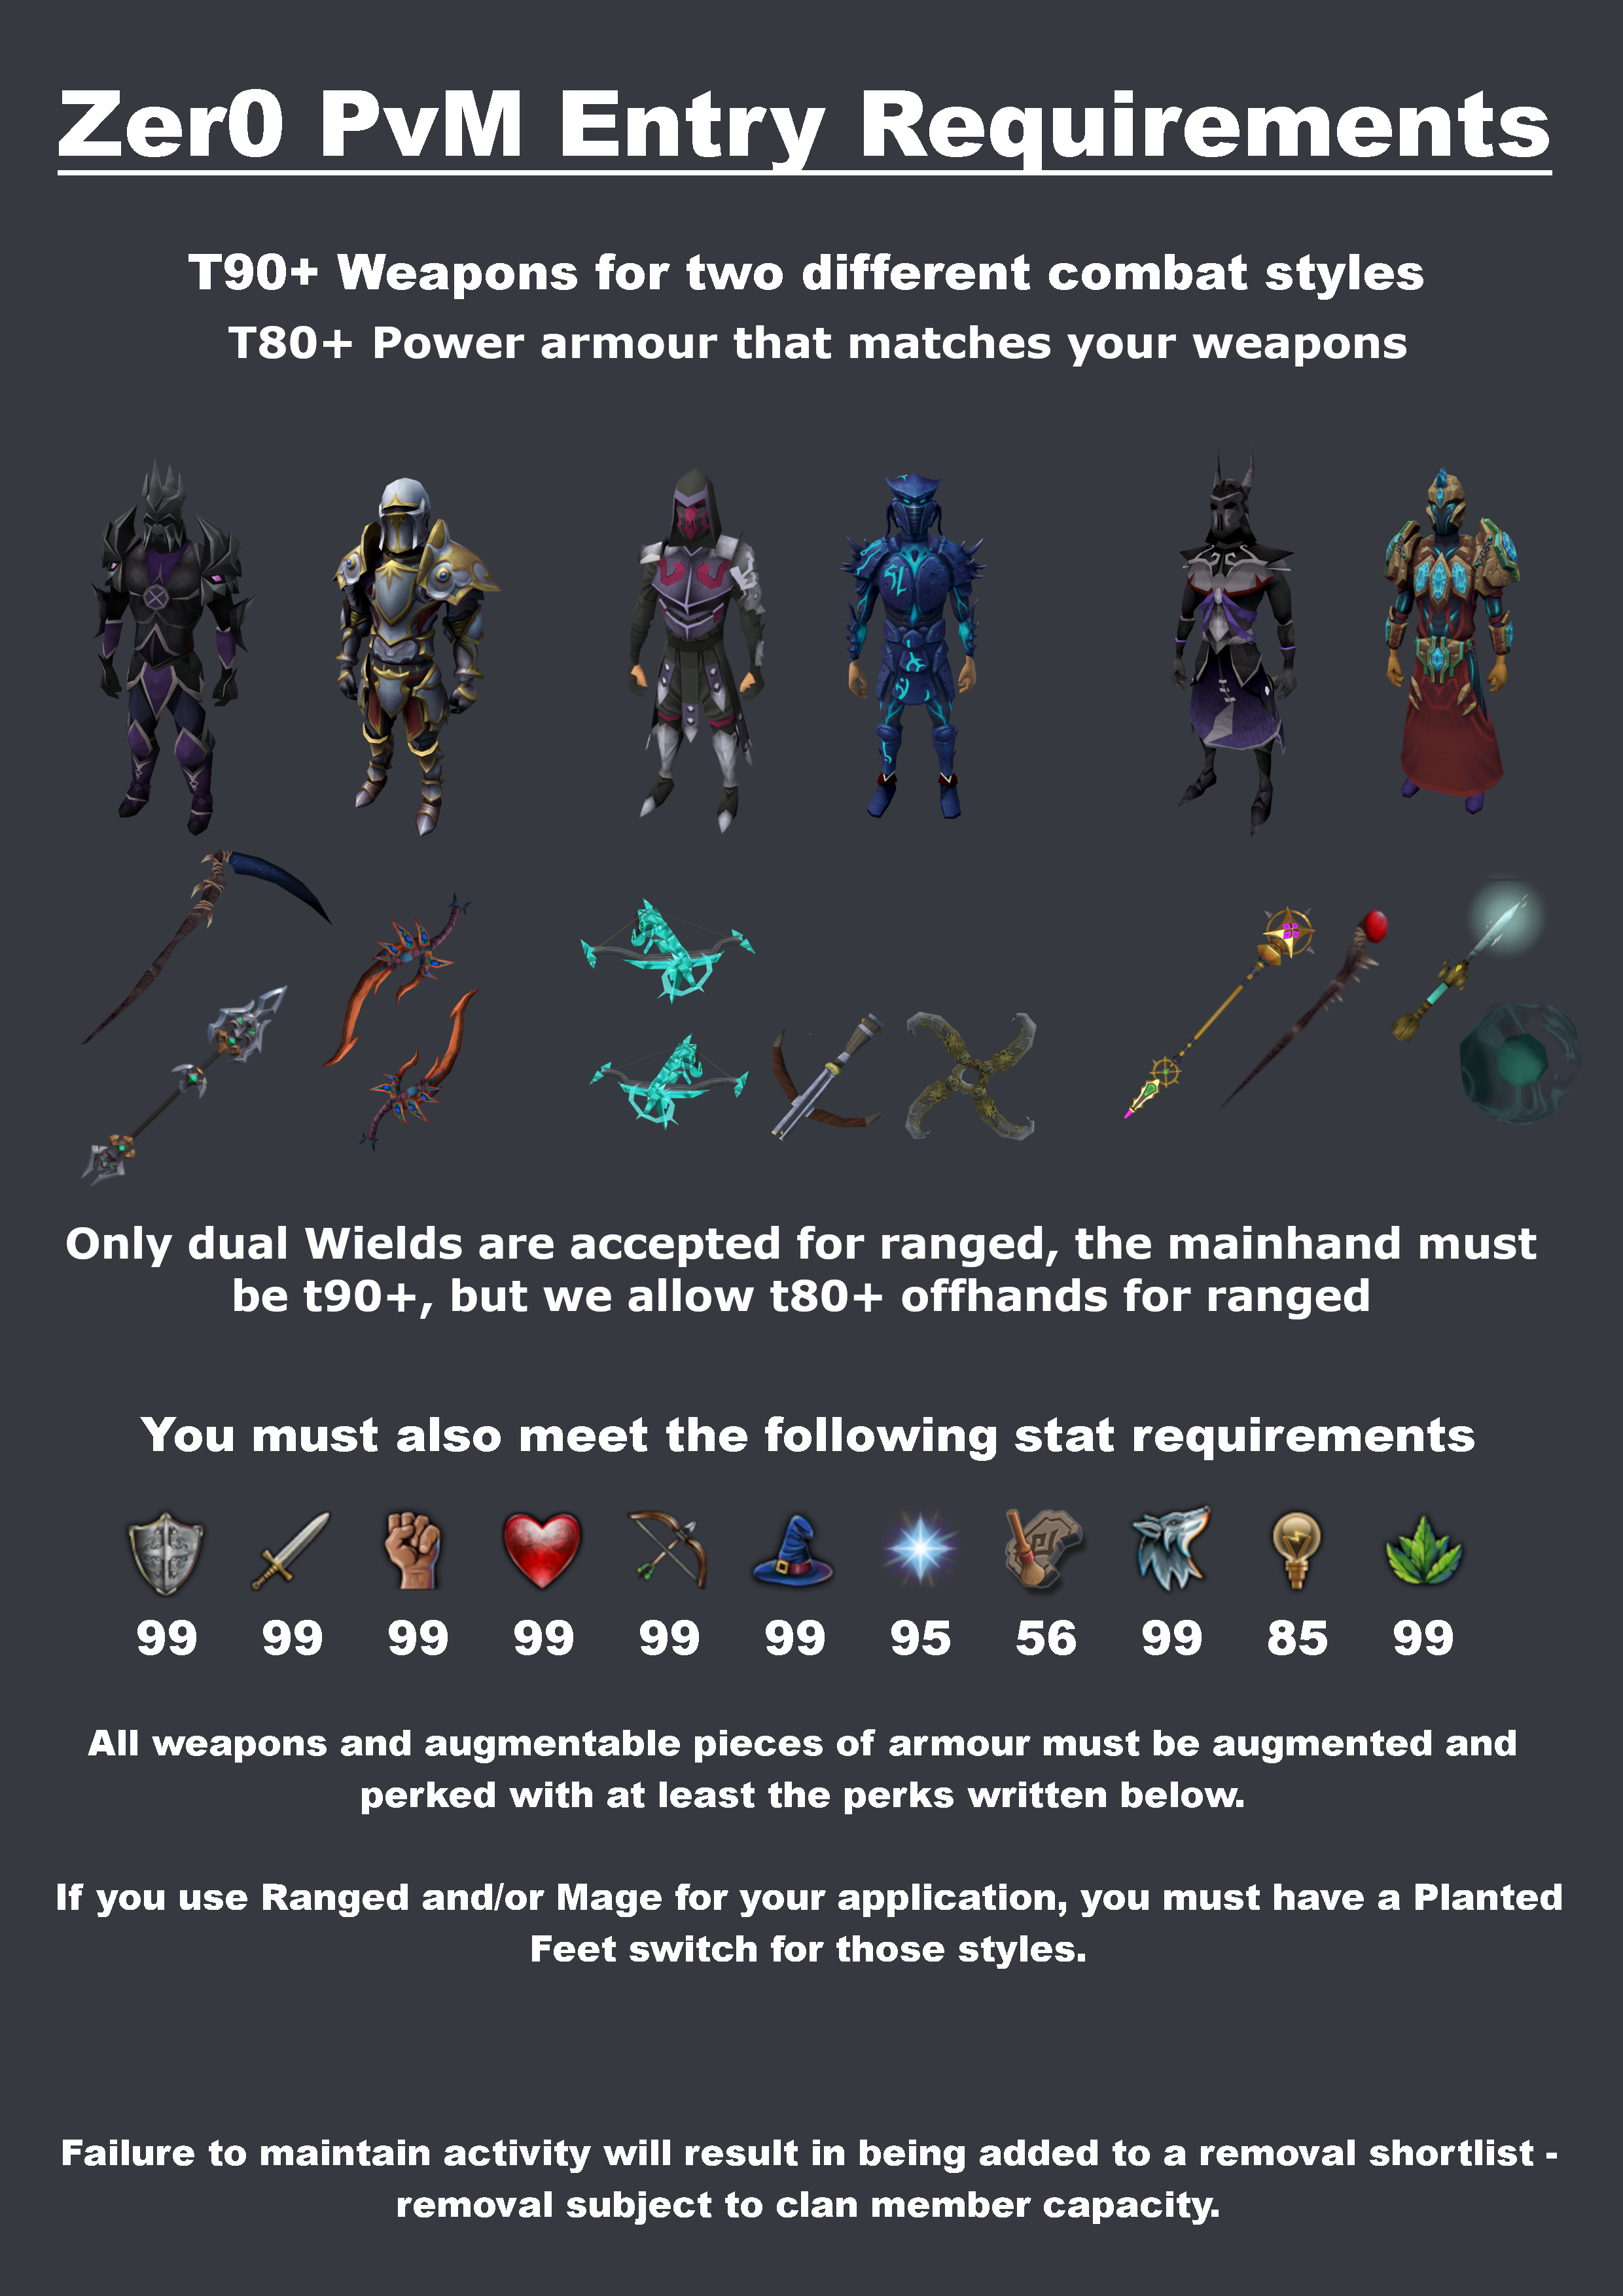 Zer0 PvM Entry Requirements
T90+ Weapons for two different combat styles
T80+ Power armour that matches your weapons
Only dual Wields are accepted for ranged, the mainhand must
be t90+, but we allow t80+ offhands for ranged
You must also meet the following stat requirements
99 99 99 99 99 99 95 56 99 85 99
All weapons and augmentable pieces of armour must be augmented and
perked with at least the perks written below.
If you use Ranged and/or Mage for your application, you must have a Planted
Feet switch for those styles.
Failure to maintain activity will result in being added to a removal shortlist -
removal subject to clan member capacity.